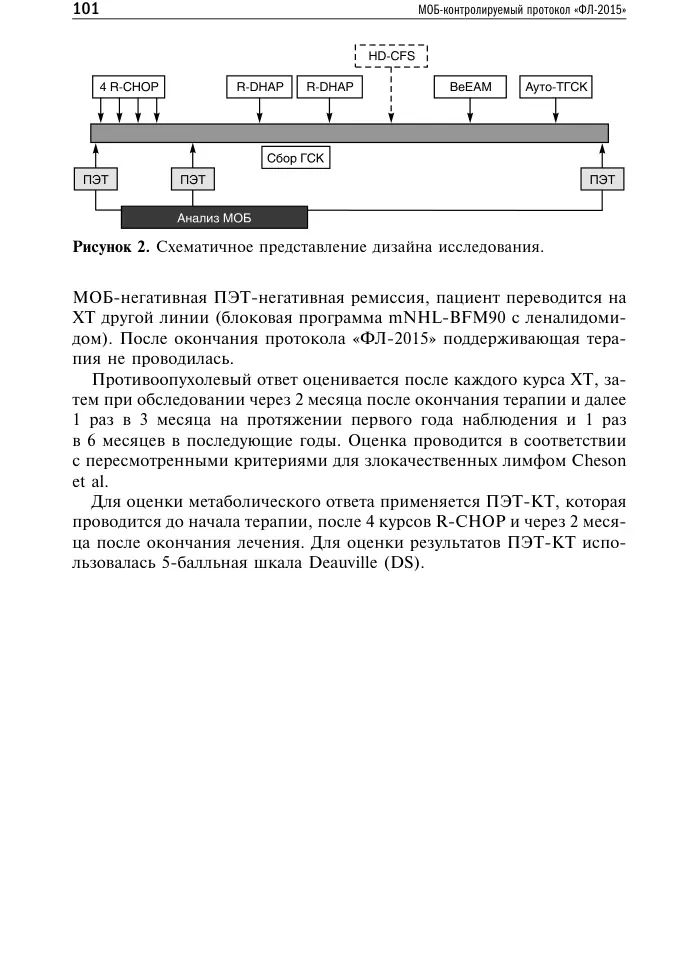 101
МОБ-контролируемый протокол «ФЛ-2015»
HD-CFS
4 R-CHOP
R-DHAP
R-DHAP
BeEAM
Ауто-ТГСК
Сбор ГСК
ПЭТ
ПЭТ
ПЭТ
Анализ МОБ
Рисунок 2. Схематичное представление дизайна исследования.
МОБ-негативная ПЭТ-негативная ремиссия, пациент переводится на
ХТ другой линии (блоковая программа mNHL-BFM90 с леналидоми-
дом). После окончания протокола «ФЛ-2015» поддерживающая тера-
пия не проводилась.
Противоопухолевый ответ оценивается после каждого курса ХТ, за-
тем при обследовании через 2 месяца после окончания терапии и далее
1 раз в 3 месяца на протяжении первого года наблюдения и 1 раз
в 6 месяцев в последующие годы. Оценка проводится в соответствии
с пересмотренными критериями для злокачественных лимфом Cheson
et al.
Для оценки метаболического ответа применяется ПЭТ-КТ, которая
проводится до начала терапии, после 4 курсов R-CHOP и через 2 меся-
ца после окончания лечения. Для оценки результатов ПЭТ-КТ испо-
льзовалась 5-балльная шкала Deauville (DS).